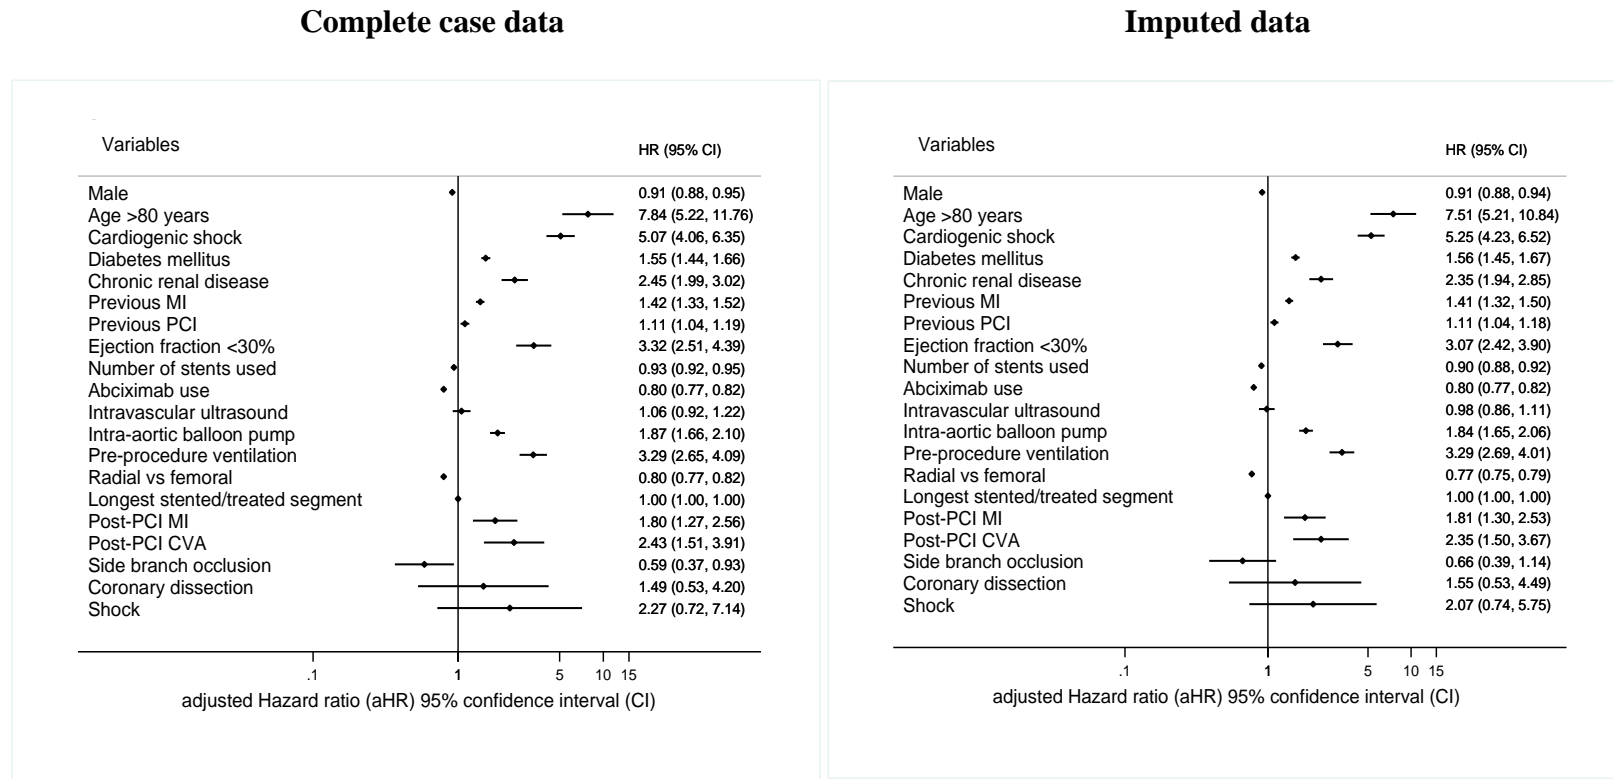 Complete case data
Variables
HR (95% CI)
Male 0.91 (0.88, 0.95)
Age >80 years 7.84 (5.22, 11.76)
Cardiogenic shock 5.07 (4.06, 6.35)
Diabetes mellitus 1.55 (1.44, 1.66)
Chronic renal disease 2.45 (1.99, 3.02)
Previous MI 1.42 (1.33, 1.52)
Previous PCI 1.11 (1.04, 1.19)
Ejection fraction <30% 3.32 (2.51, 4.39)
Number of stents used 0.93 (0.92, 0.95)
Abciximab use 0.80 (0.77, 0.82)
Intravascular ultrasound 1.06 (0.92, 1.22)
Intra-aortic balloon pump 1.87 (1.66, 2.10)
Pre-procedure ventilation 3.29 (2.65, 4.09)
Radial vs femoral 0.80 (0.77, 0.82)
Longest stented/treated segment 1.00 (1.00, 1.00)
Post-PCI MI 1.80 (1.27, 2.56)
Post-PCI CVA 2.43 (1.51, 3.91)
Side branch occlusion 0.59 (0.37, 0.93)
Coronary dissection 1.49 (0.53, 4.20)
Shock 2.27 (0.72, 7.14)
.1 1 5 10 15
adjusted Hazard ratio (aHR) 95% confidence interval (CI)
Imputed data
Variables
HR (95% CI)
Male 0.91 (0.88, 0.94)
Age >80 years 7.51 (5.21, 10.84)
Cardiogenic shock 5.25 (4.23, 6.52)
Diabetes mellitus 1.56 (1.45, 1.67)
Chronic renal disease 2.35 (1.94, 2.85)
Previous MI 1.41 (1.32, 1.50)
Previous PCI 1.11 (1.04, 1.18)
Ejection fraction <30% 3.07 (2.42, 3.90)
Number of stents used 0.90 (0.88, 0.92)
Abciximab use 0.80 (0.77, 0.82)
Intravascular ultrasound 0.98 (0.86, 1.11)
Intra-aortic balloon pump 1.84 (1.65, 2.06)
Pre-procedure ventilation 3.29 (2.69, 4.01)
Radial vs femoral 0.77 (0.75, 0.79)
Longest stented/treated segment 1.00 (1.00, 1.00)
Post-PCI MI 1.81 (1.30, 2.53)
Post-PCI CVA 2.35 (1.50, 3.67)
Side branch occlusion 0.66 (0.39, 1.14)
Coronary dissection 1.55 (0.53, 4.49)
Shock 2.07 (0.74, 5.75)
.1 1 5 10 15
adjusted Hazard ratio (aHR) 95% confidence interval (CI)